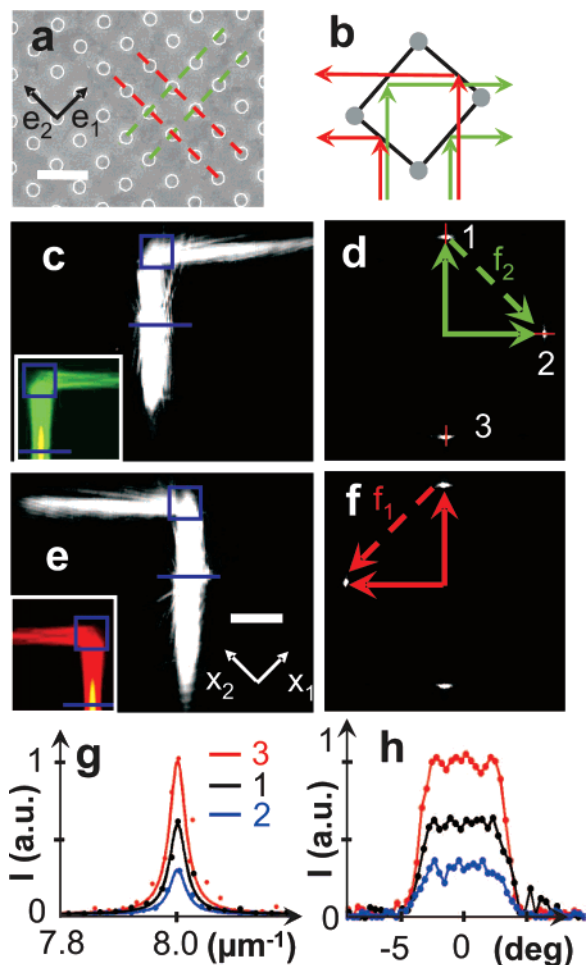 a
e₂
e₁
b
c
d
1
f₂
2
3
e
x₂
x₁
f
f₁
g
3
1
2
1
I (a.u.)
0
7.8
8.0
(μm⁻¹)
h
1
I (a.u.)
0
-5
0
(deg)